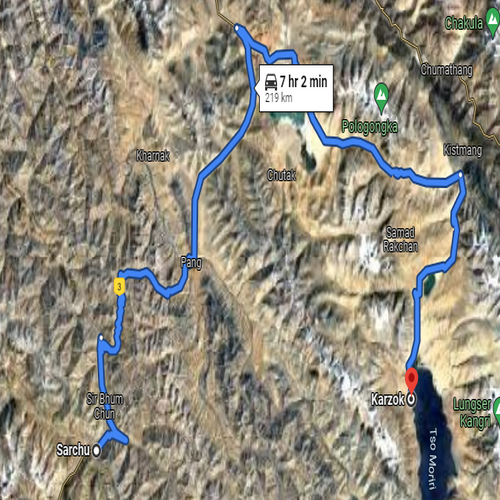 Chakula
Chumathang
7 hr 2 min
219 km
Pologongka
Kistmang
Kharnak
Chutak
Samad
Rakchan
Pang
3
Sir Bhum
Chun
Karzok
Lungser
Kangri
Sarchu
Tso Moriri